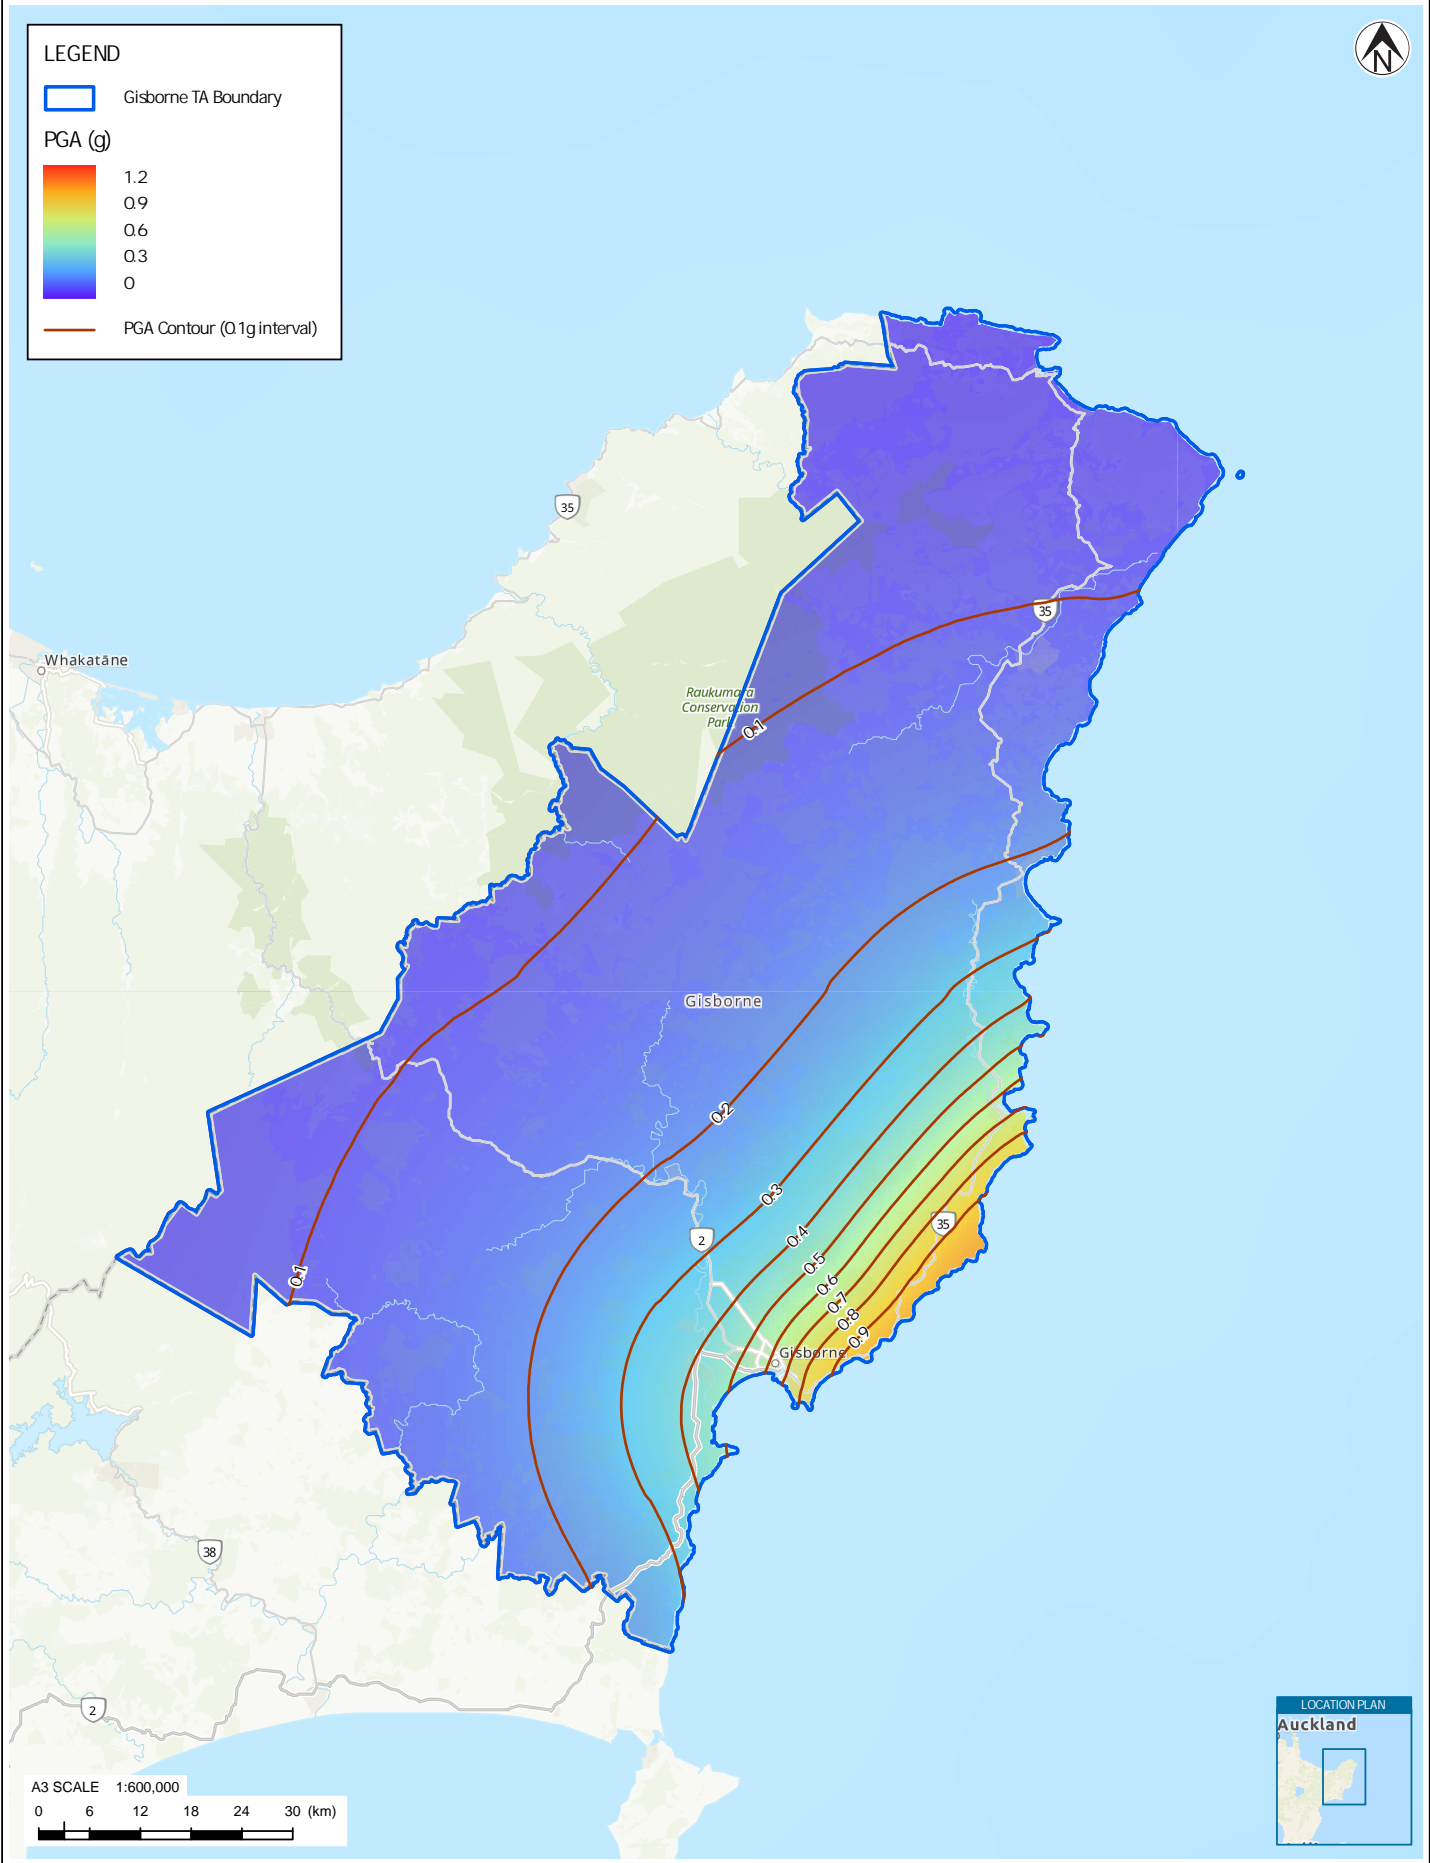 LEGEND
Gisborne TA Boundary
PGA (g)
1.2
0.9
0.6
0.3
0
PGA Contour (0.1g interval)
N
35
Whakatāne
35
Raukumara
Conservation
Park
0.1
Gisborne
0.2
0.3
35
2
0.4
0.5
0.1
0.6
0.7
0.8
0.9
Gisborne
38
2
LOCATION PLAN
Auckland
A3 SCALE 1:600,000
0 6 12 18 24 30 (km)